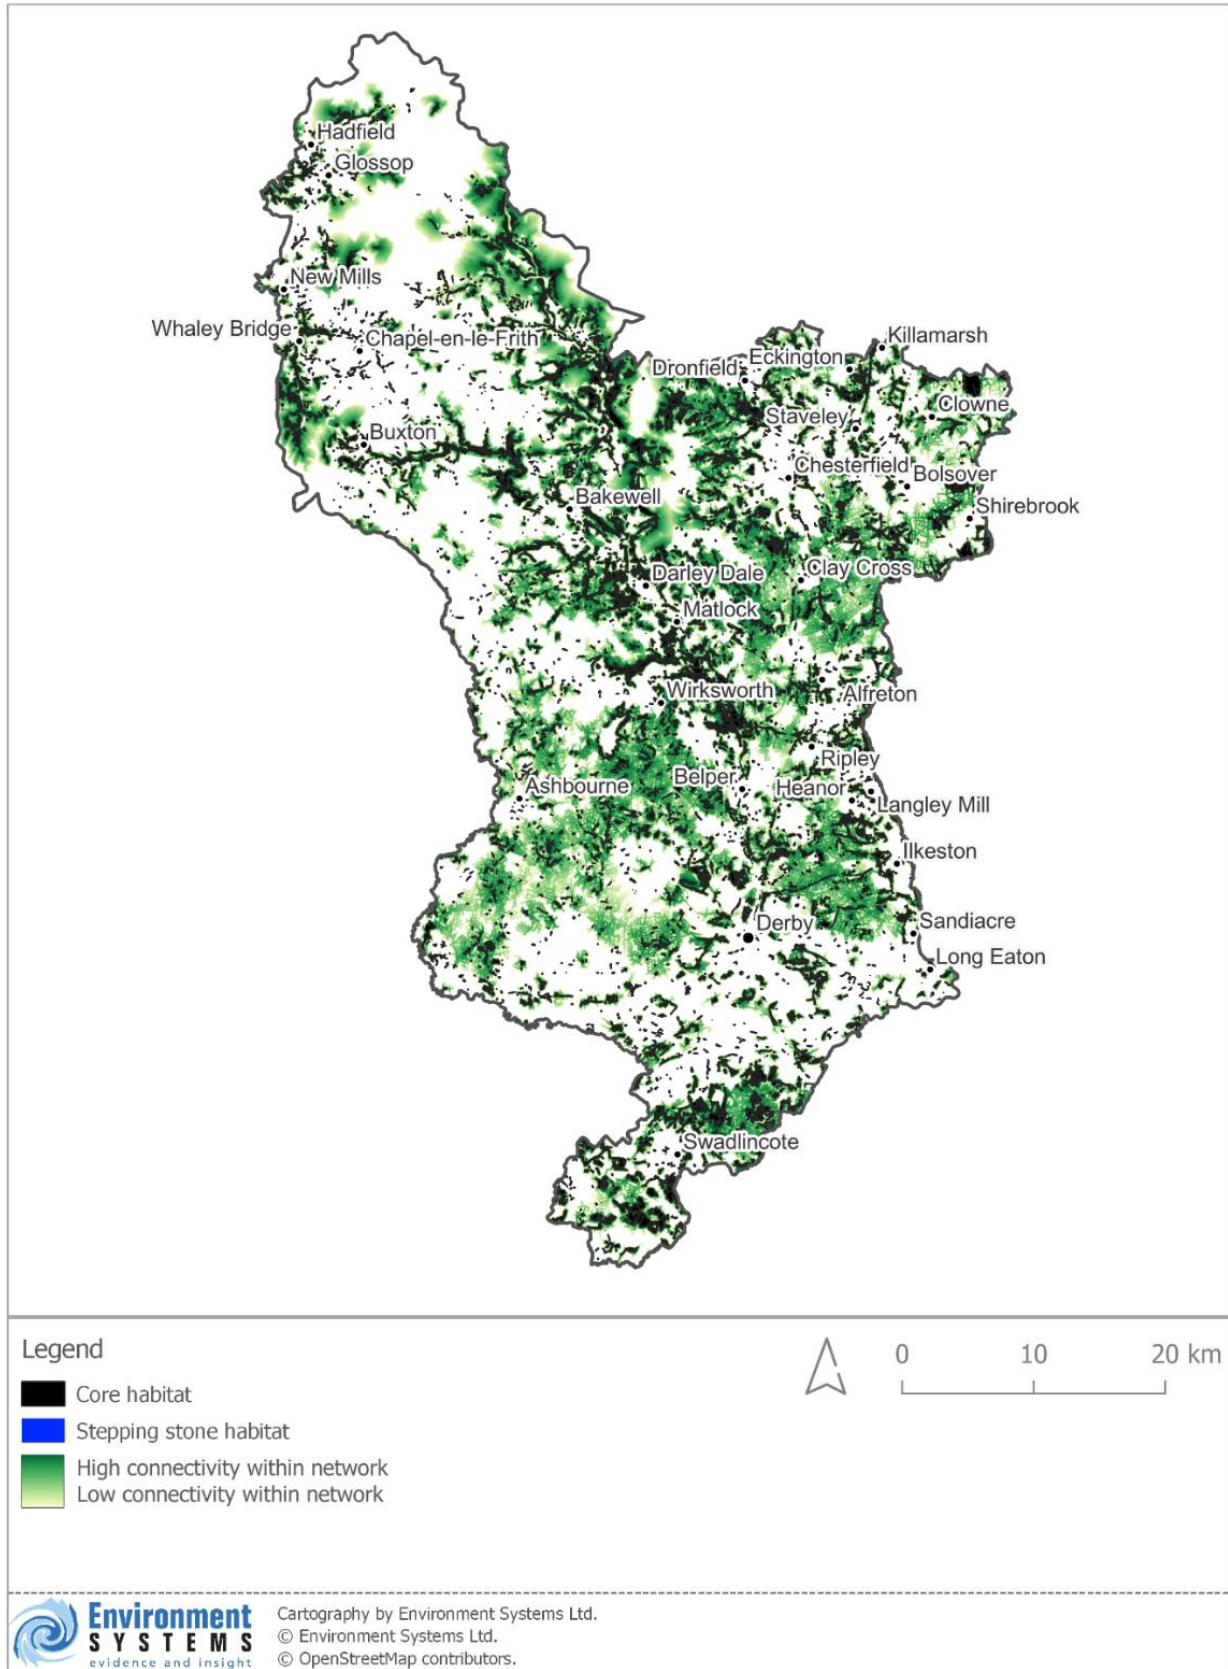 Hadfield
Glossop
New Mills
Whaley Bridge
Chapel-en-le-Frith
Killamarsh
Eckington
Dronfield
Clowne
Staveley
Buxton
Chesterfield
Bolsover
Bakewell
Shirebrook
Clay Cross
Darley Dale
Matlock
Wirksworth
Alfreton
Ripley
Belper
Ashbourne
Heanor
Langley Mill
Ilkeston
Sandiacre
Derby
Long Eaton
Swadlincote
Legend
Core habitat
Stepping stone habitat
High connectivity within network
Low connectivity within network
0 10 20 km
Environment
SYSTEMS
evidence and insight
Cartography by Environment Systems Ltd.
© Environment Systems Ltd.
© OpenStreetMap contributors.